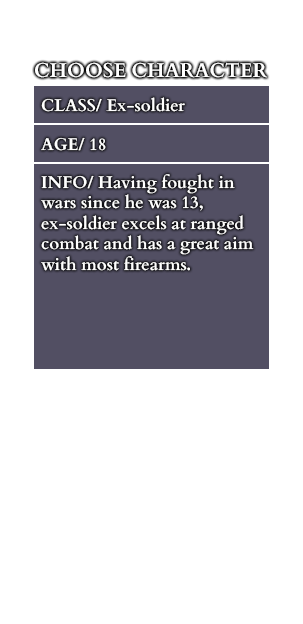 CHOOSE CHARACTER
CLASS/ Ex-soldier
AGE/ 18
INFO/ Having fought in
wars since he was 13,
ex-soldier excels at ranged
combat and has a great aim
with most firearms.